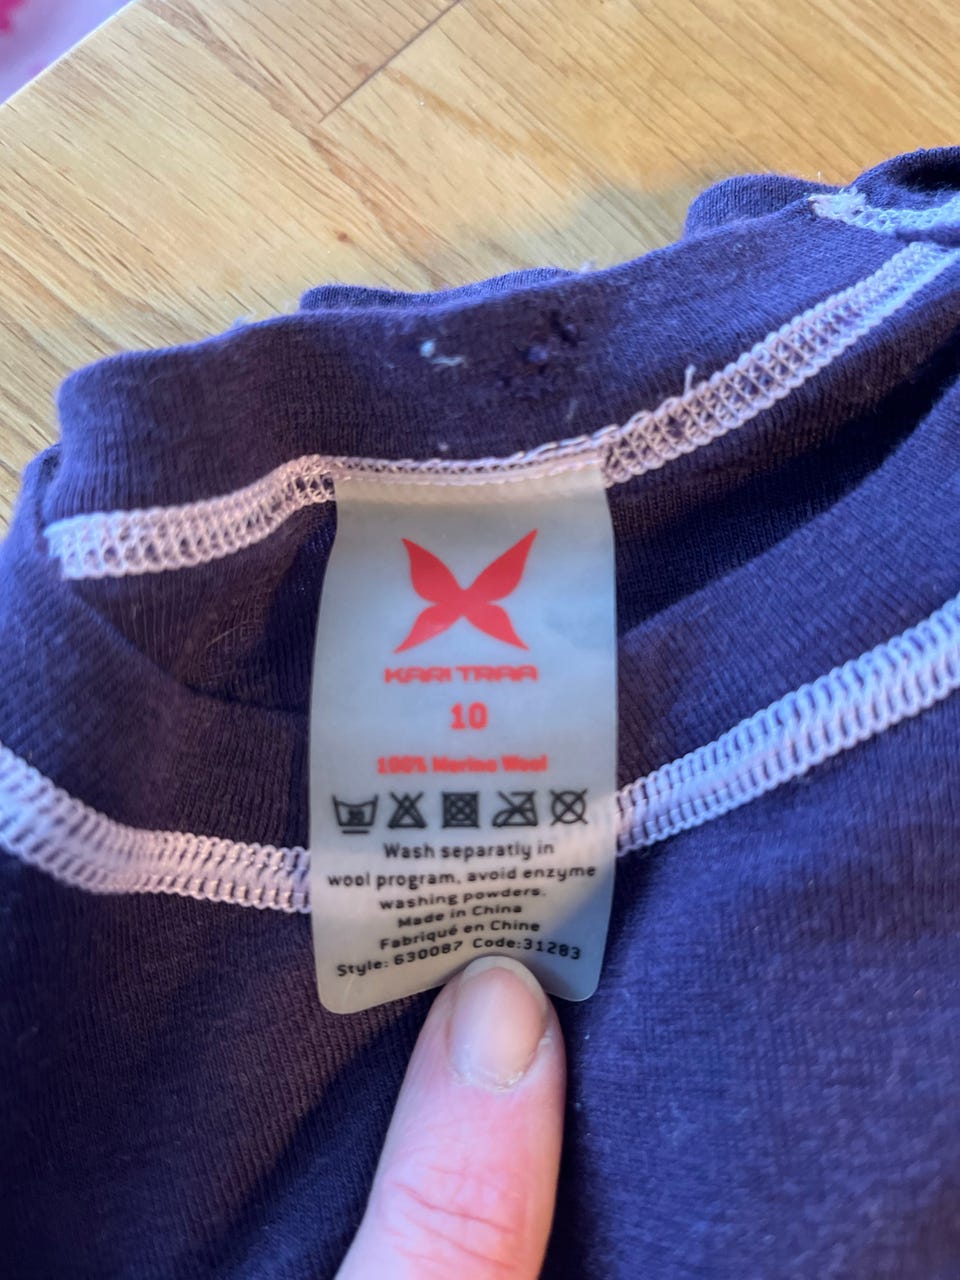 KARI TRAA
10
100% Merino Wool
30
Wash separatly in
wool program, avoid enzyme
washing powders.
Made in China
Fabriqué en Chine
Style: 630087 Code:31283